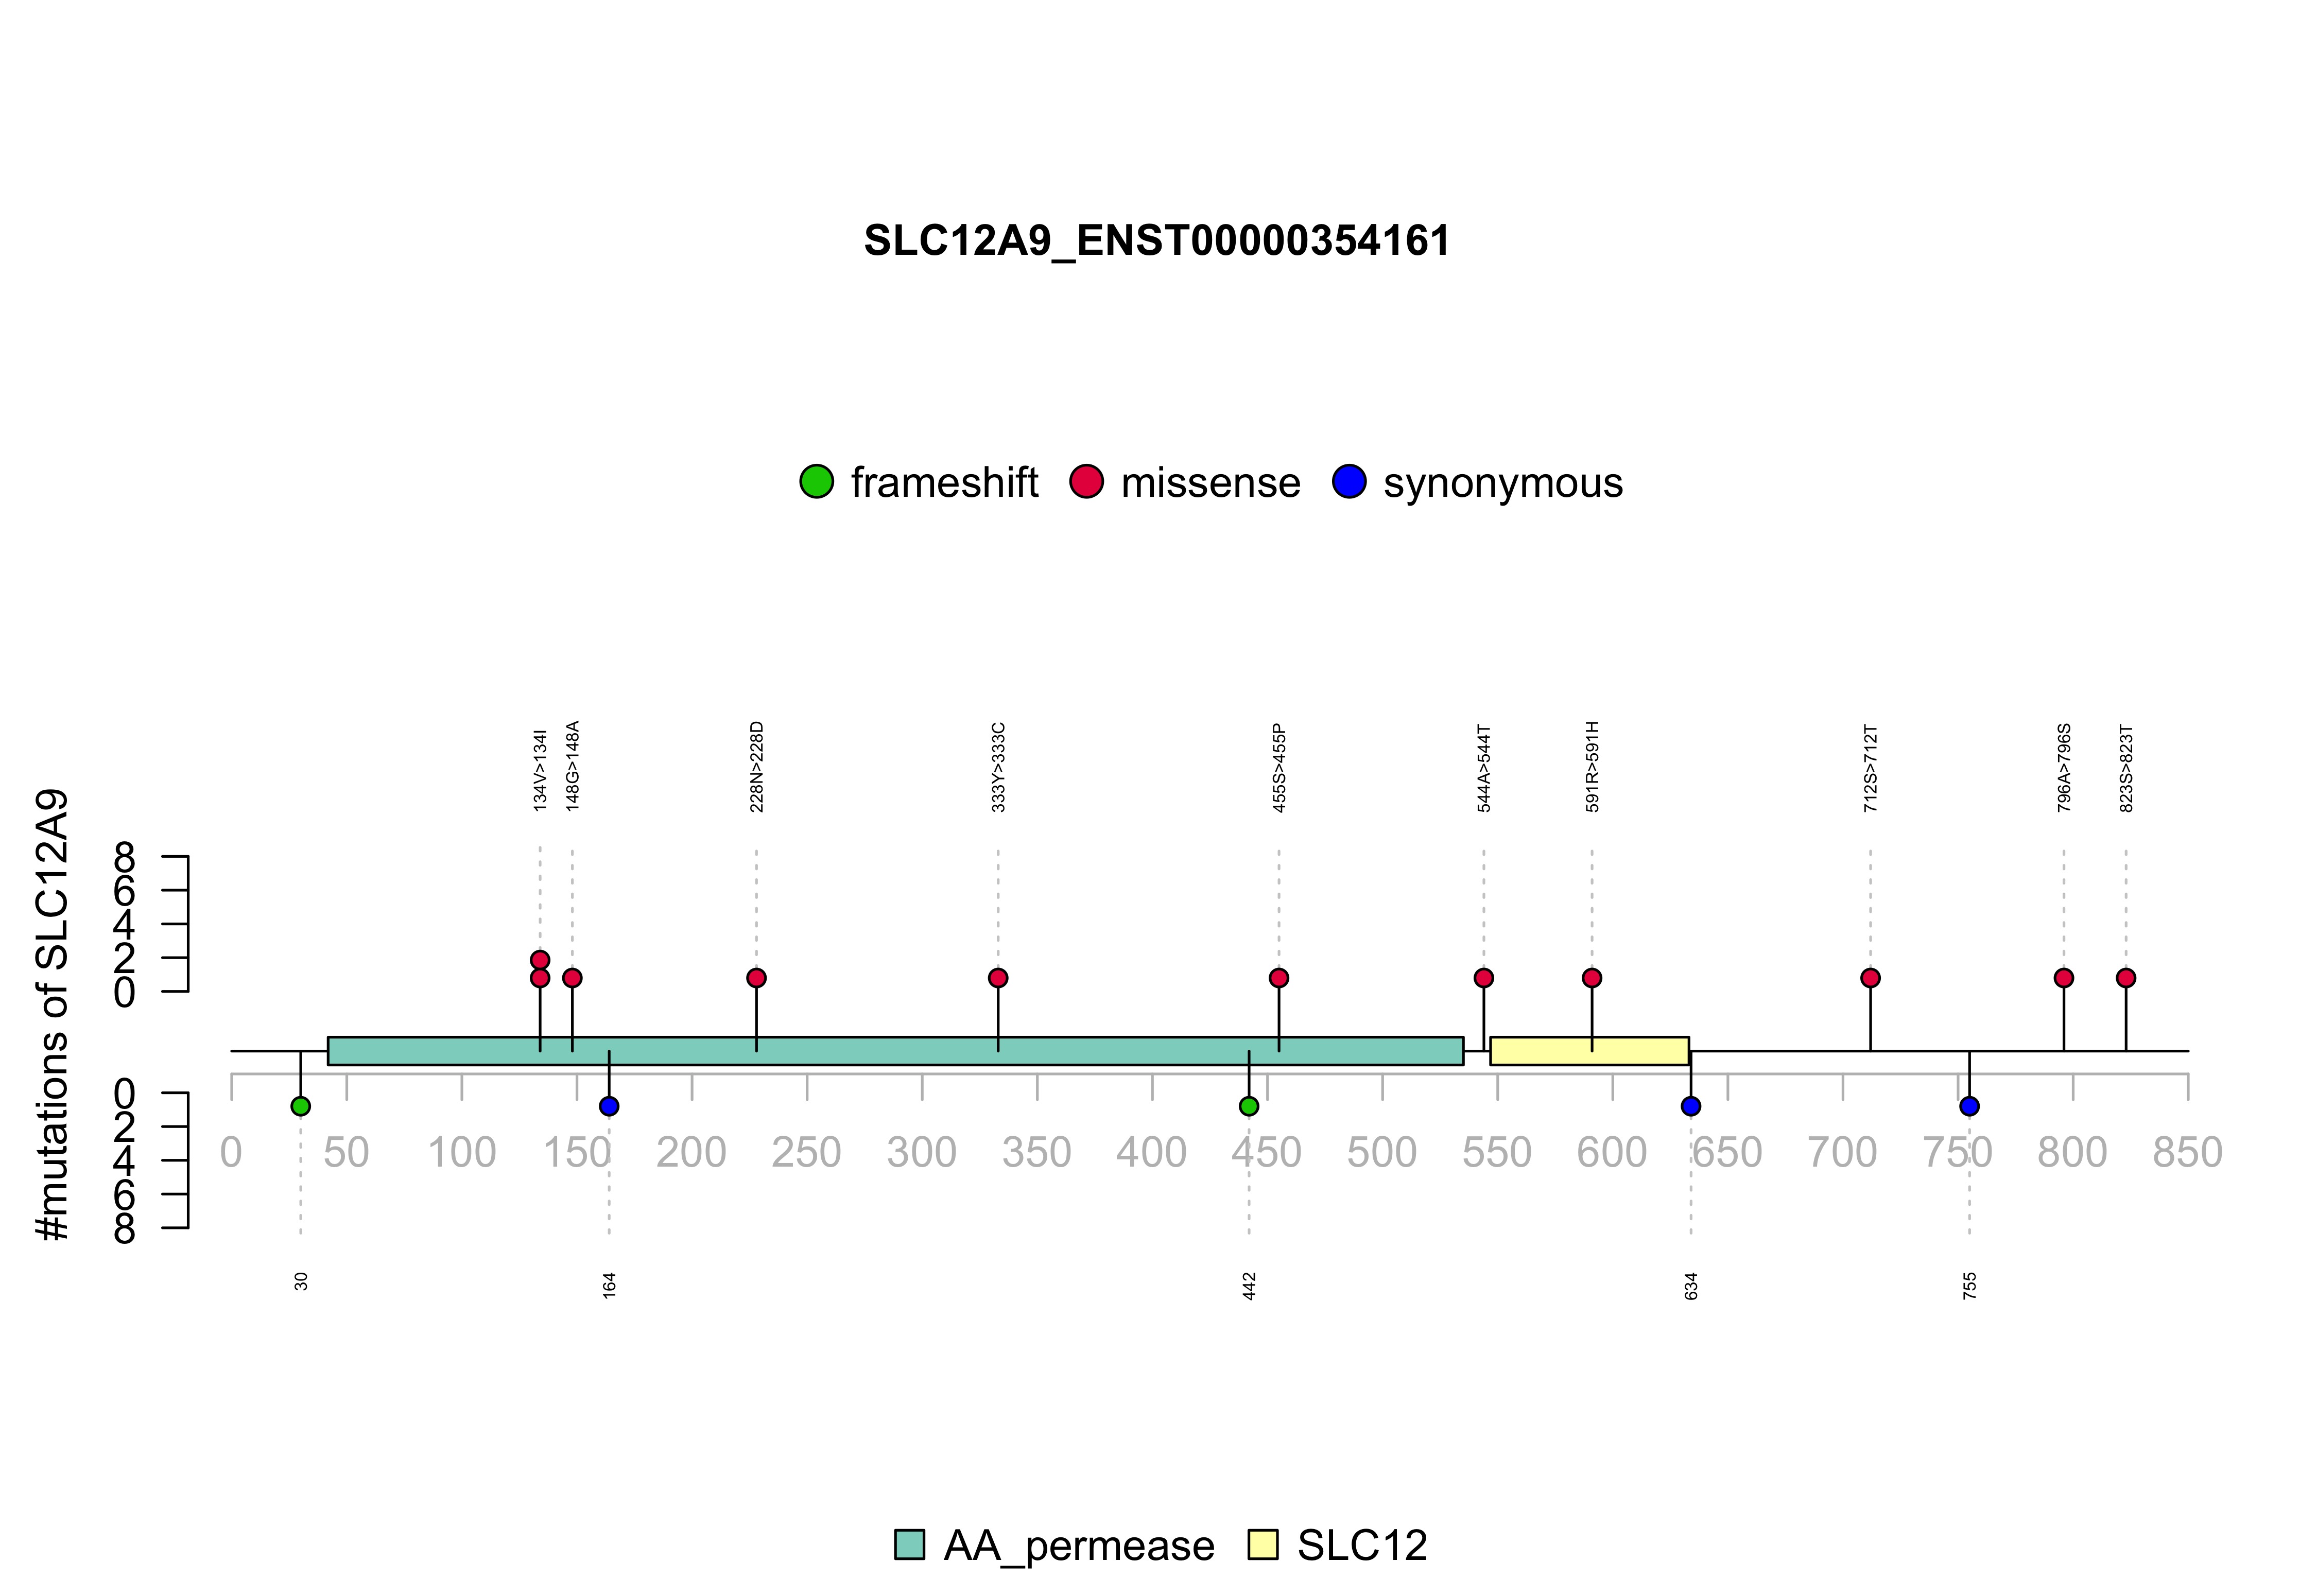 SLC12A9_ENST00000354161
frameshift missense synonymous
134V>134I 148G>148A 228N>228D 333Y>333C 455S>455P 544A>544T 591R>591H 712S>712T 796A>796S 823S>823T
#mutations of SLC12A9
8
6
4
2
0
0
2
4
6
8
0 50 100 150 200 250 300 350 400 450 500 550 600 650 700 750 800 850
30 164 442 634 755
AA_permease SLC12